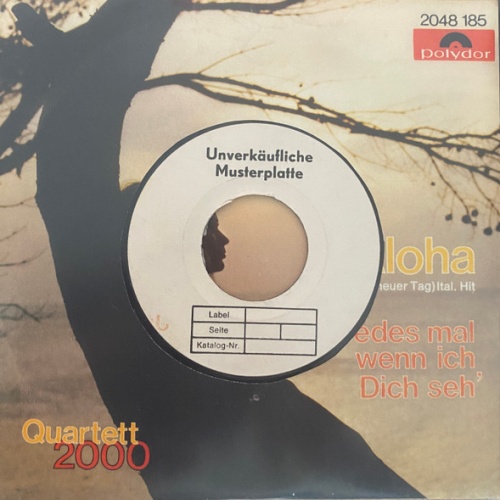 2048 185
polydor
Unverkäufliche
Musterplatte
loha
neuer Tag) Ital. Hit
Label
Seite
Katalog-Nr.
edes mal
wenn ich
Dich seh'
Quartett
2000